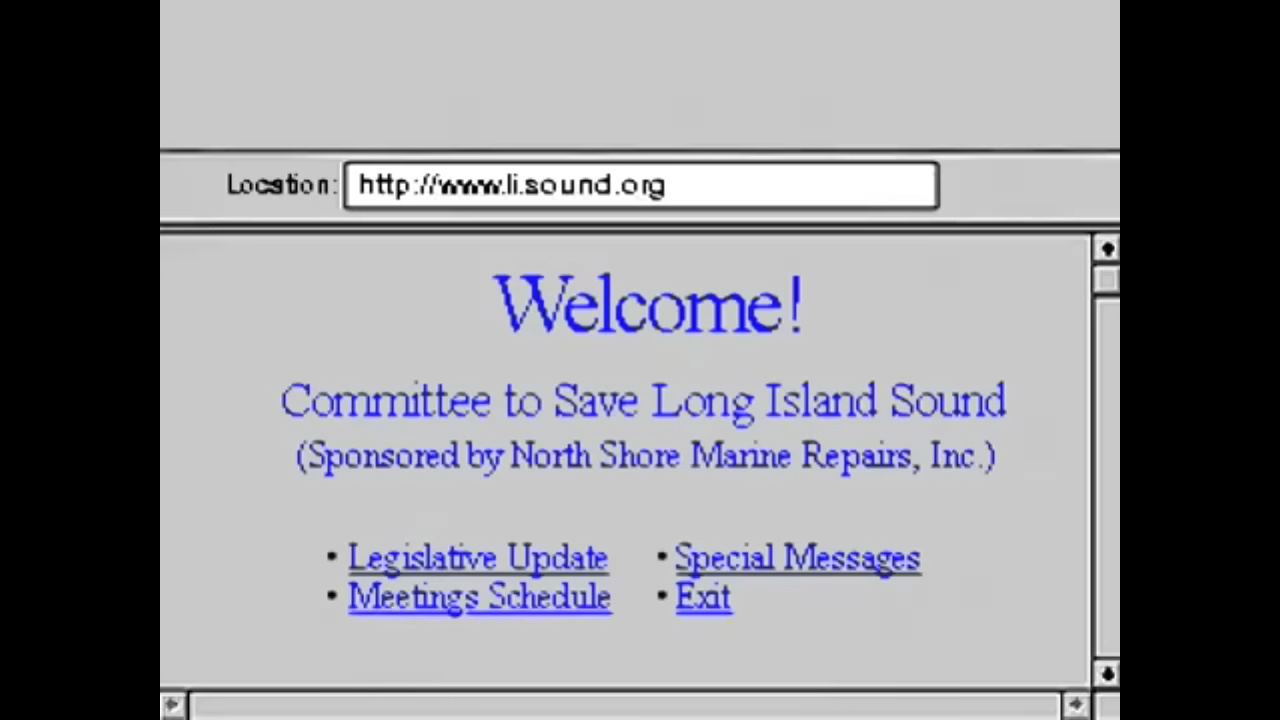 Location: http://www.li.sound.org
Welcome!
Committee to Save Long Island Sound
(Sponsored by North Shore Marine Repairs, Inc.)
• Legislative Update • Special Messages
• Meetings Schedule • Exit